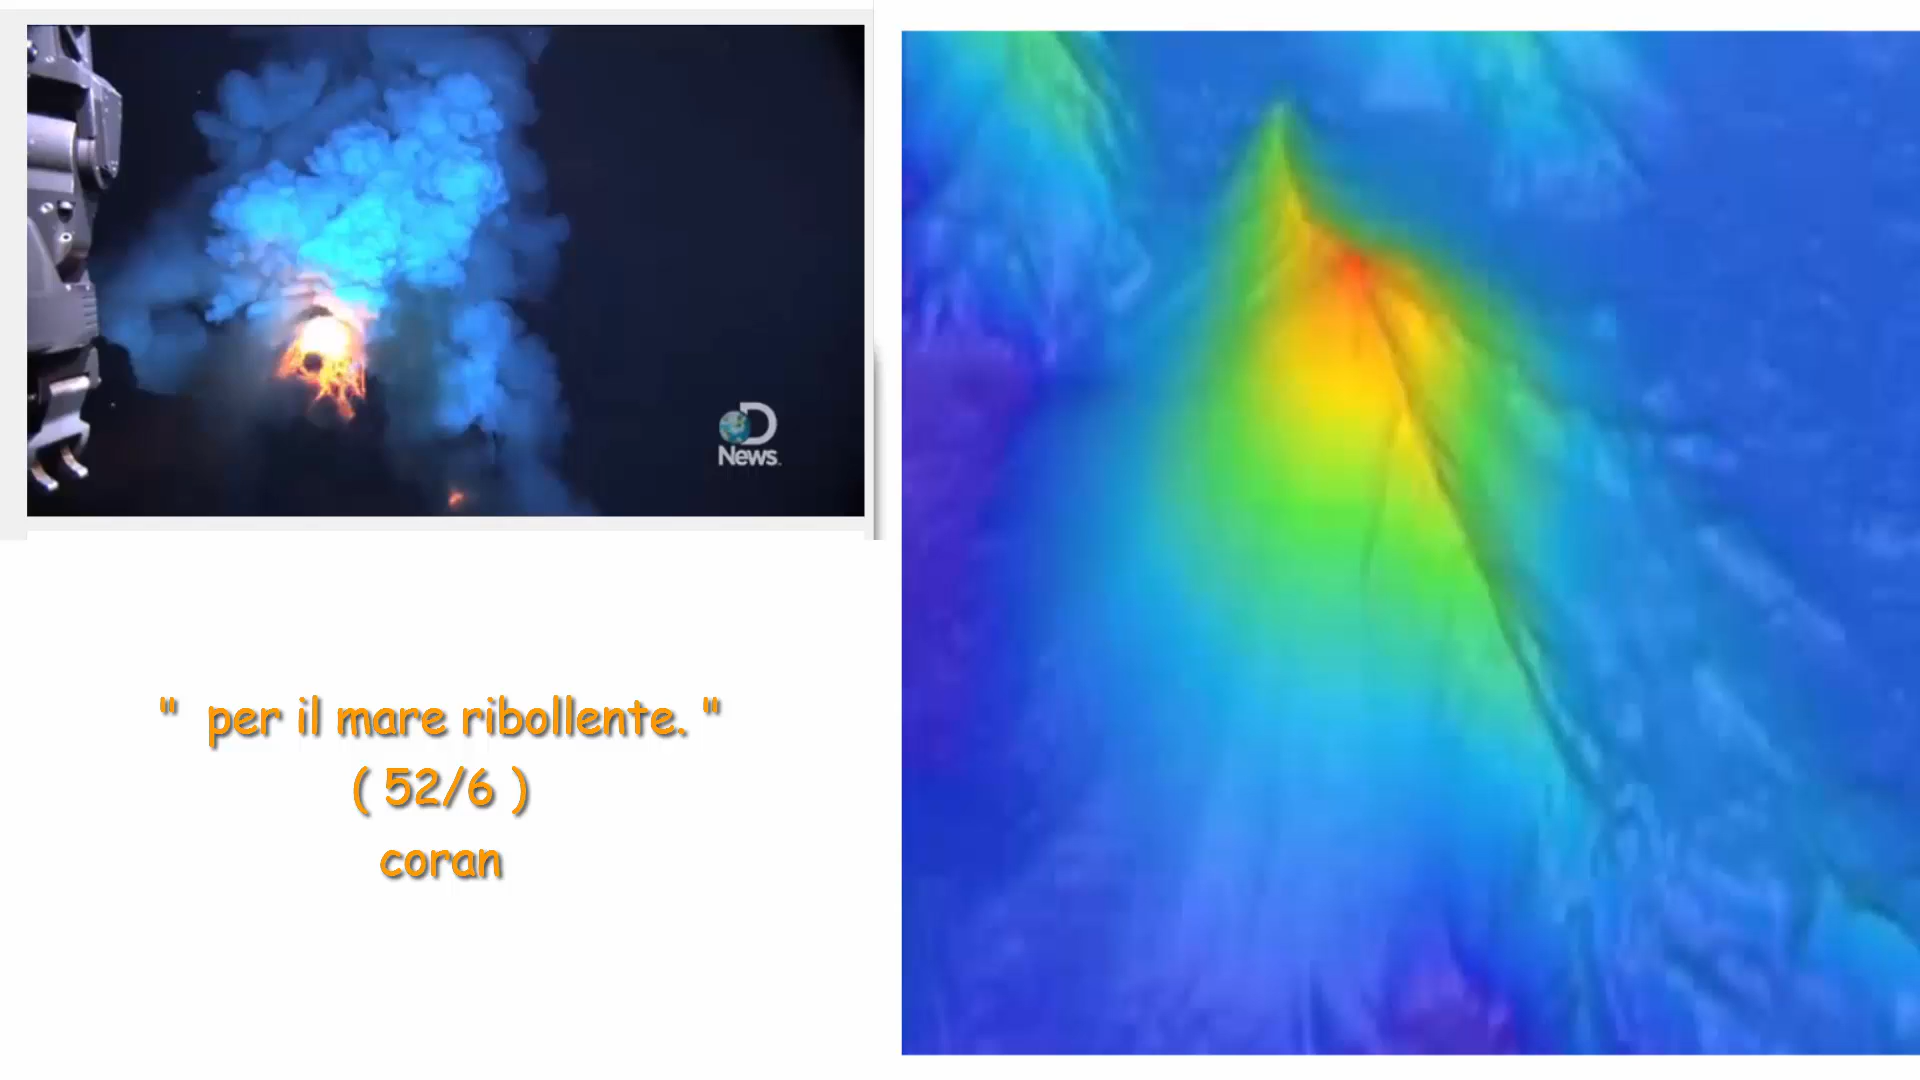 News.
" per il mare ribollente. "
( 52/6 )
coran